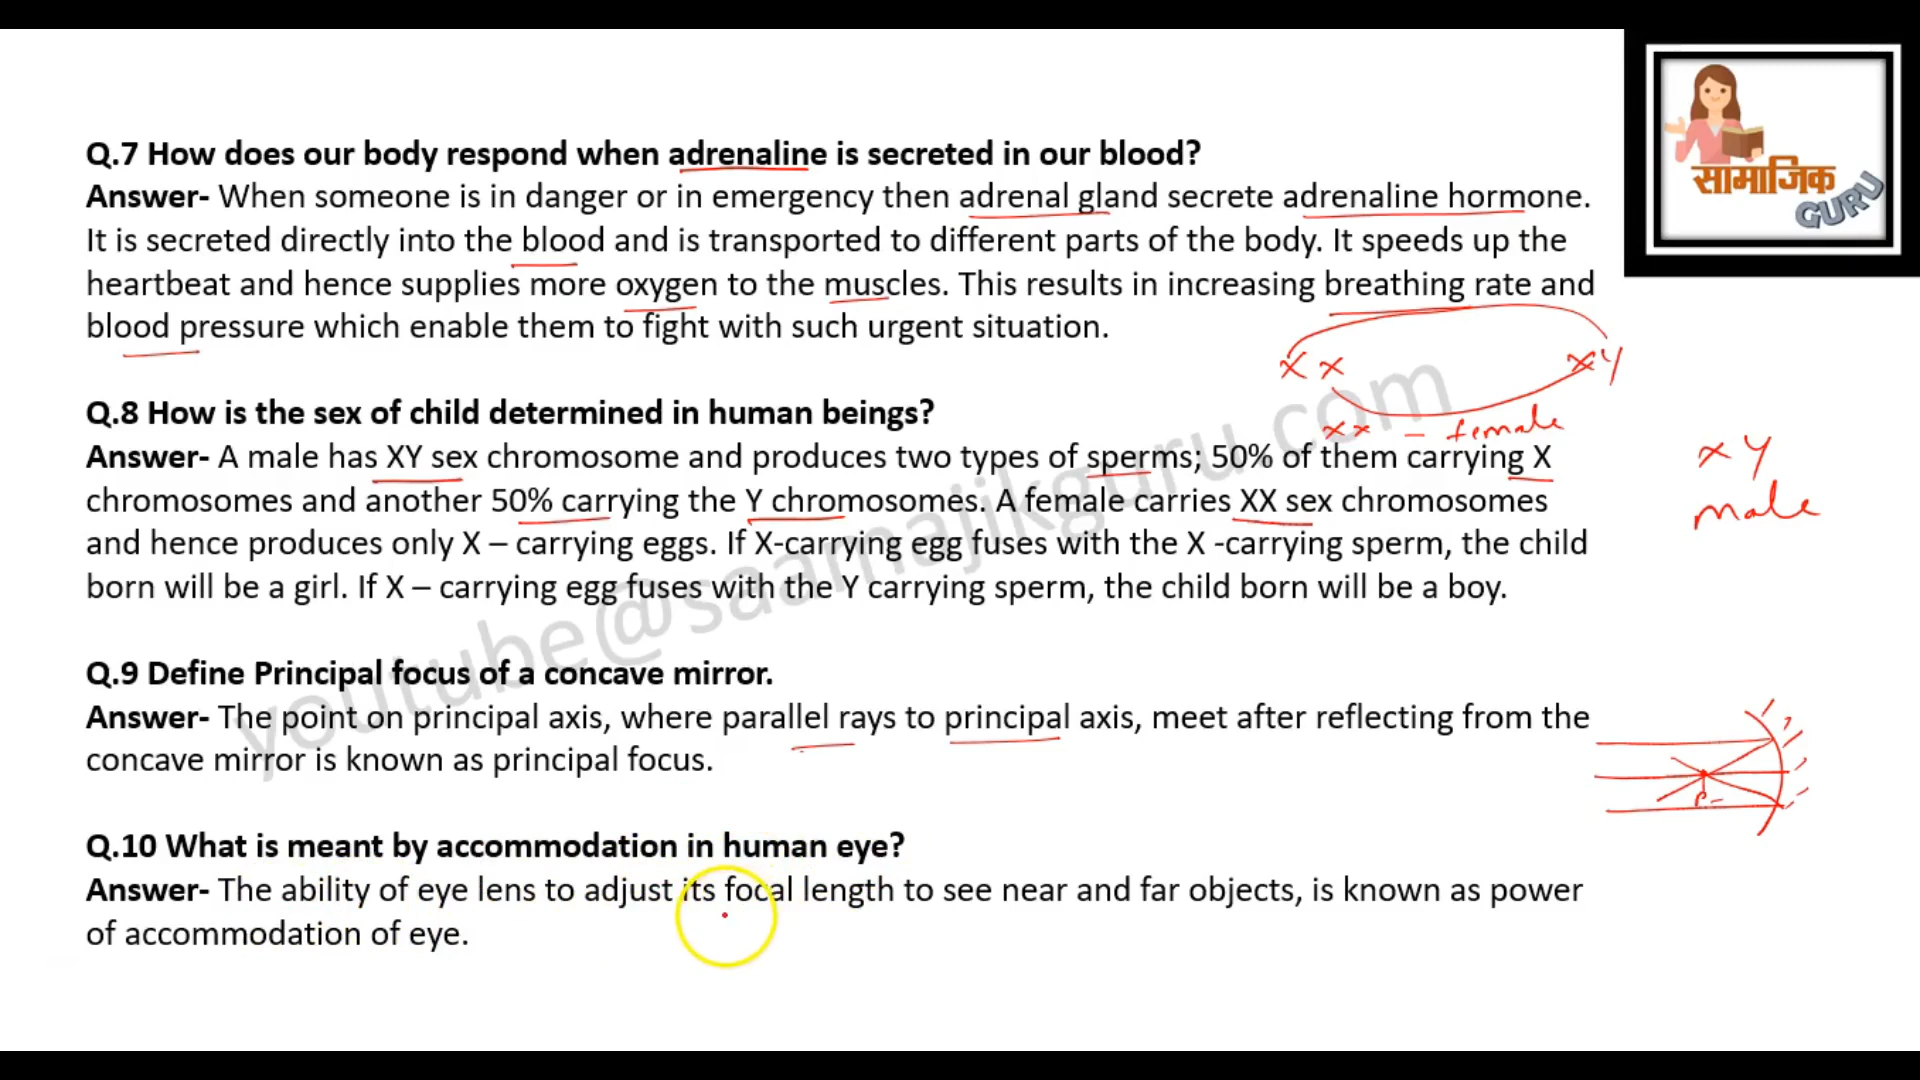 सामाजिक
GURU
Q.7 How does our body respond when adrenaline is secreted in our blood?
Answer- When someone is in danger or in emergency then adrenal gland secrete adrenaline hormone.
It is secreted directly into the blood and is transported to different parts of the body. It speeds up the
heartbeat and hence supplies more oxygen to the muscles. This results in increasing breathing rate and
blood pressure which enable them to fight with such urgent situation.
X x XY
Q.8 How is the sex of child determined in human beings?
xx - female
Answer- A male has XY sex chromosome and produces two types of sperms; 50% of them carrying X
xY
chromosomes and another 50% carrying the Y chromosomes. A female carries XX sex chromosomes
male
and hence produces only X – carrying eggs. If X-carrying egg fuses with the X -carrying sperm, the child
born will be a girl. If X – carrying egg fuses with the Y carrying sperm, the child born will be a boy.
youtube@saamajikguru.com
Q.9 Define Principal focus of a concave mirror.
Answer- The point on principal axis, where parallel rays to principal axis, meet after reflecting from the
concave mirror is known as principal focus.
Q.10 What is meant by accommodation in human eye?
Answer- The ability of eye lens to adjust its focal length to see near and far objects, is known as power
of accommodation of eye.